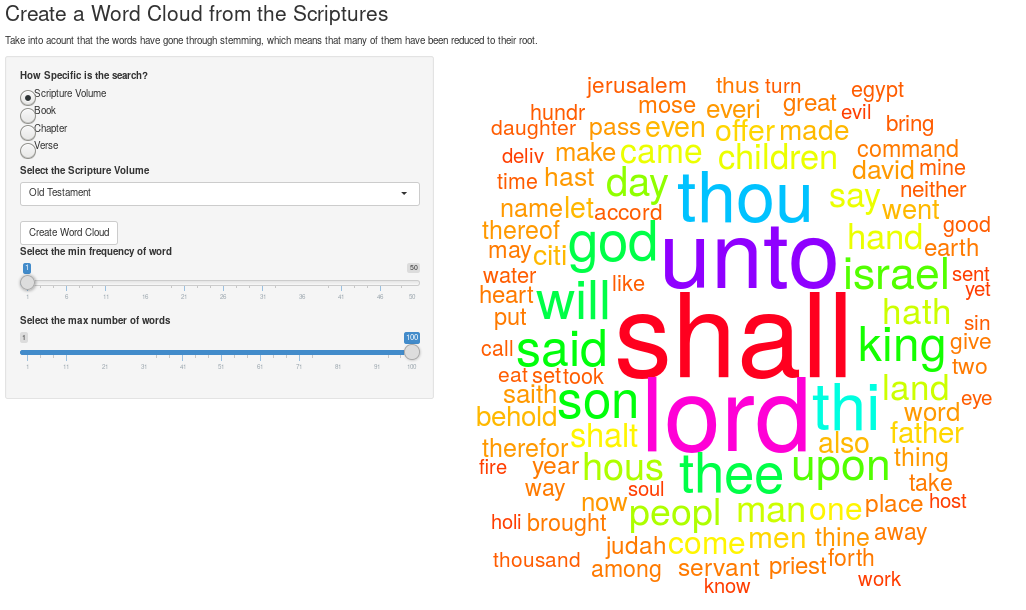 Create a Word Cloud from the Scriptures
Take into acount that the words have gone through stemming, which means that many of them have been reduced to their root.
How Specific is the search?
Scripture Volume
Book
Chapter
Verse
Select the Scripture Volume
Old Testament
Create Word Cloud
Select the min frequency of word
1 50
1 6 11 16 21 26 31 36 41 46 50
Select the max number of words
1 100
1 11 21 31 41 51 61 71 81 91 100
jerusalem thus turn egypt
hundr mose everi great evil
daughter pass even offer made bring
deliv make came children command
time hast day thou say david mine
name let accord went neither
thereof god unto hand good
may citi israel earth
water will like sent
heart hath yet
put shall sin
call said king give
eat set took two
saith son lord thi land eye
behold shalt word
therefor also father
fire year hous thee upon thing
way soul take
now peopl man one place host
holi brought
judah come men thine away
thousand among servant priest forth
know work